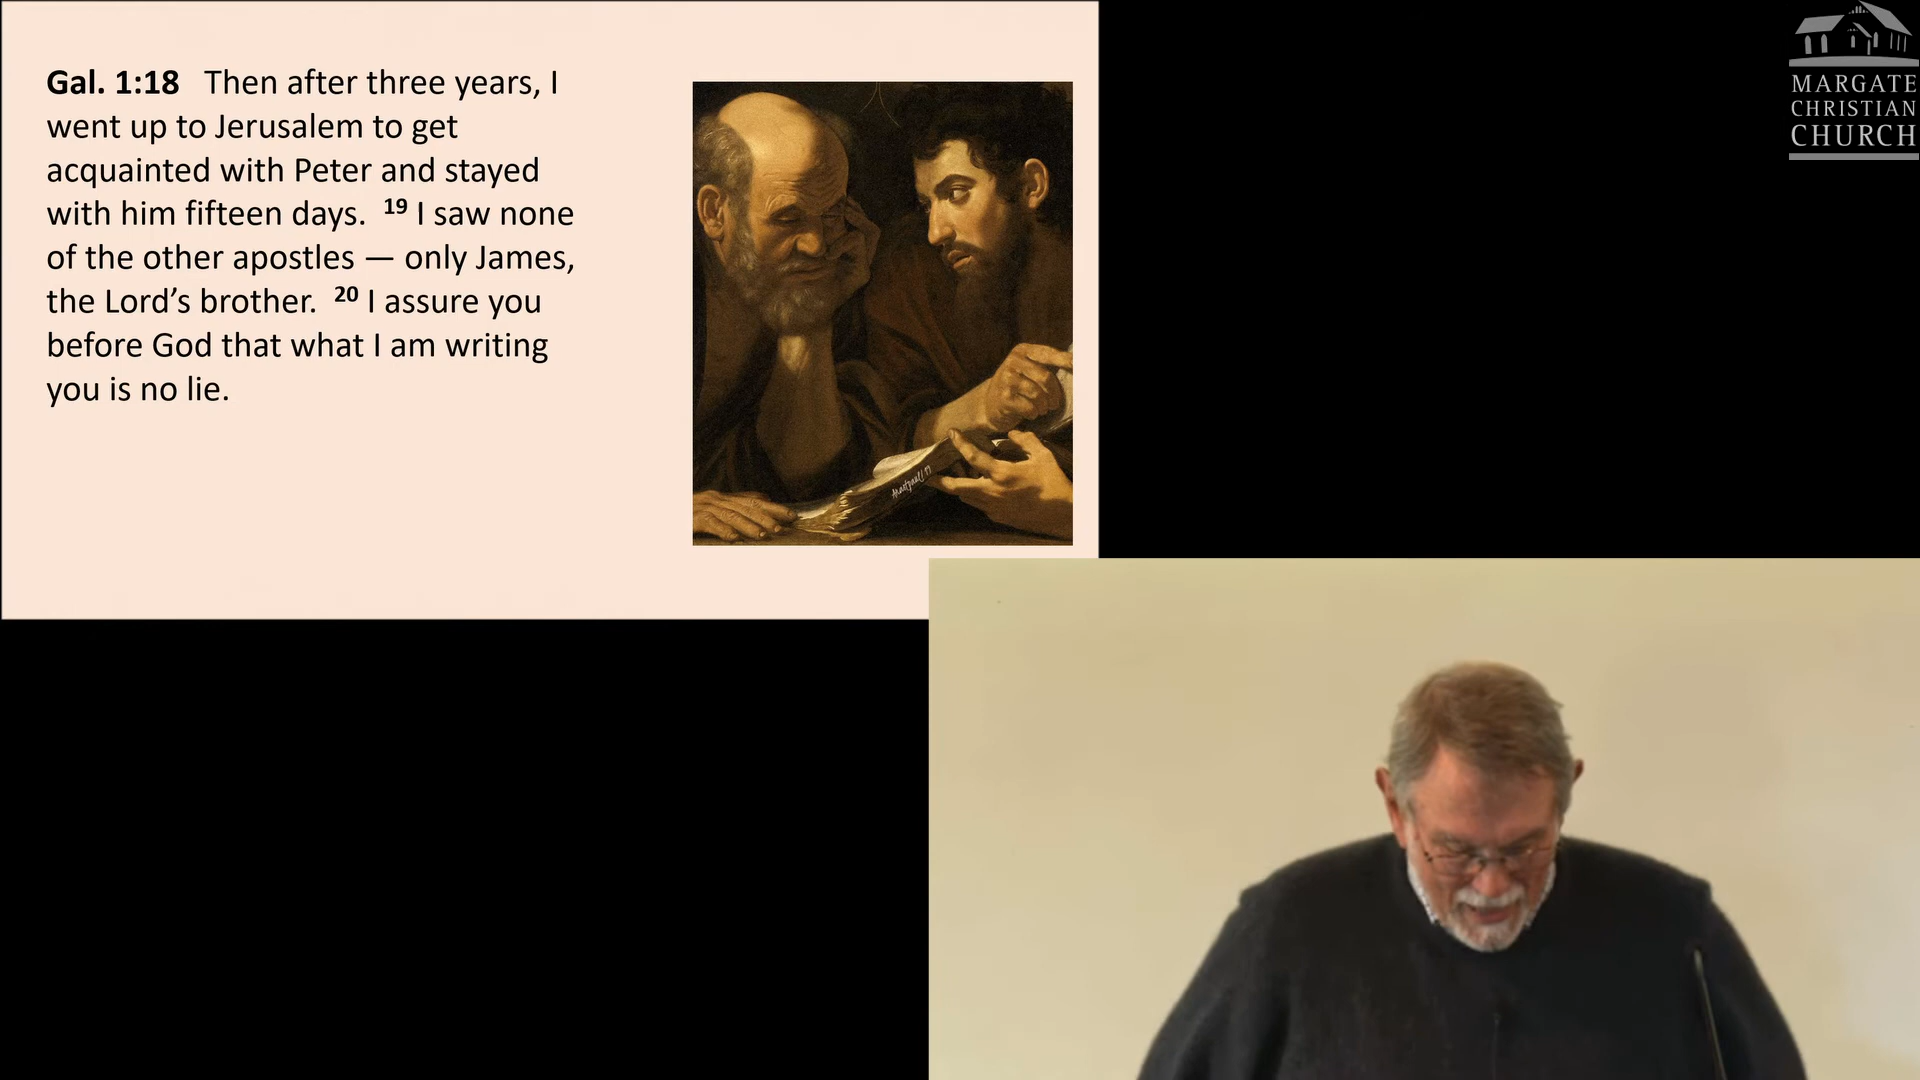 Gal. 1:18 Then after three years, I
went up to Jerusalem to get
acquainted with Peter and stayed
with him fifteen days. 19 I saw none
of the other apostles — only James,
the Lord’s brother. 20 I assure you
before God that what I am writing
you is no lie.
MARGATE
CHRISTIAN
CHURCH